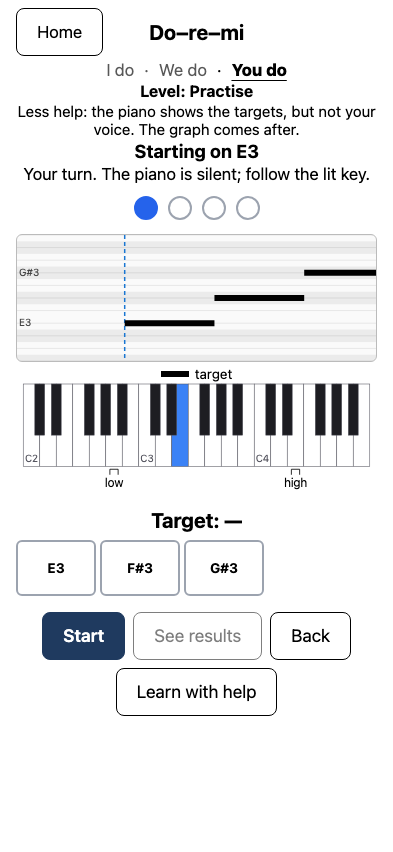 Home
Do–re–mi
I do · We do · You do
Level: Practise
Less help: the piano shows the targets, but not your
voice. The graph comes after.
Starting on E3
Your turn. The piano is silent; follow the lit key.
G#3
E3
target
C2
C3
C4
low
high
Target: —
E3
F#3
G#3
Start
See results
Back
Learn with help